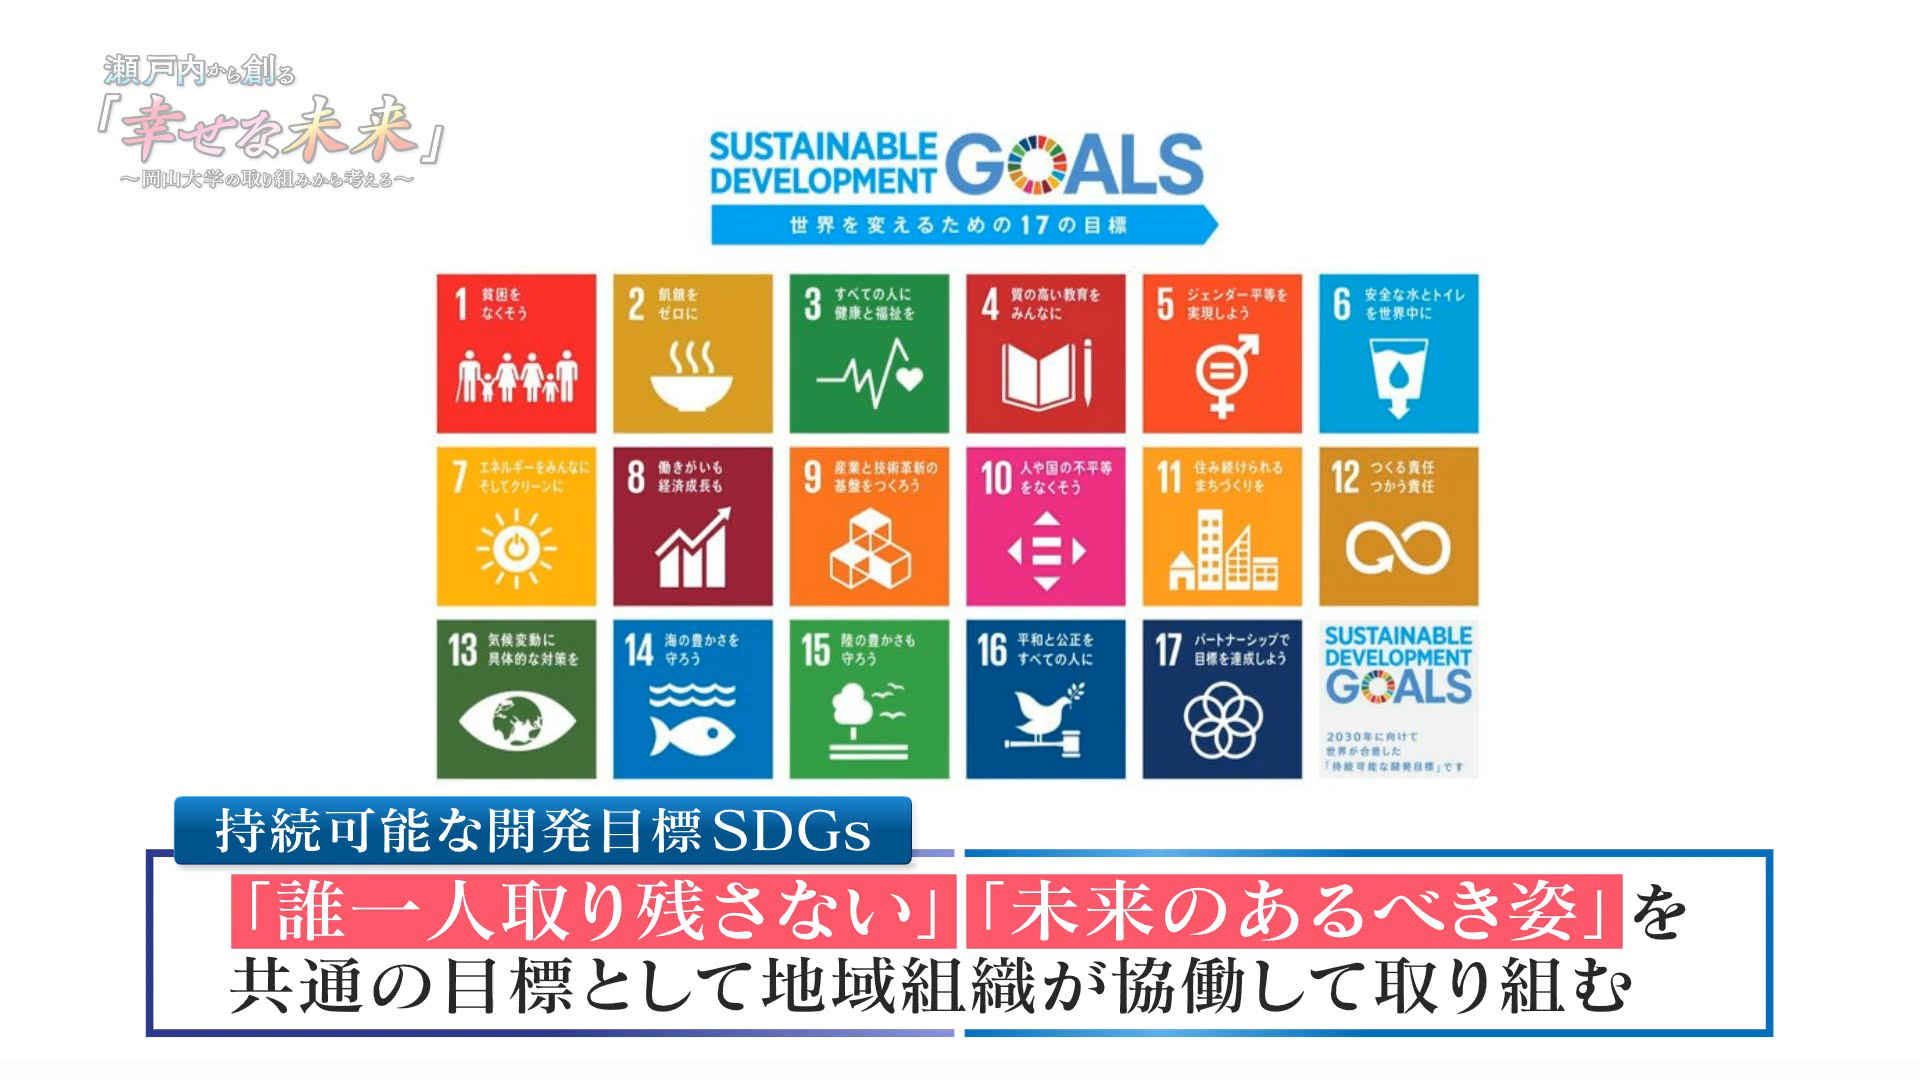 瀬戸内から創る
「幸せな未来」
～岡山大学の取り組みから考える～
SUSTAINABLE
DEVELOPMENT
GOALS
世界を変えるための17の目標
1 貧困を
なくそう
2 飢餓を
ゼロに
3 すべての人に
健康と福祉を
4 質の高い教育を
みんなに
5 ジェンダー平等を
実現しよう
6 安全な水とトイレ
を世界中に
7 エネルギーをみんなに
そしてクリーンに
8 働きがいも
経済成長も
9 産業と技術革新の
基盤をつくろう
10 人や国の不平等
をなくそう
11 住み続けられる
まちづくりを
12 つくる責任
つかう責任
13 気候変動に
具体的な対策を
14 海の豊かさを
守ろう
15 陸の豊かさも
守ろう
16 平和と公正を
すべての人に
17 パートナーシップで
目標を達成しよう
SUSTAINABLE
DEVELOPMENT
GOALS
2030年に向けて
世界が合意した
「持続可能な開発目標」です
持続可能な開発目標SDGs
「誰一人取り残さない」「未来のあるべき姿」を
共通の目標として地域組織が協働して取り組む